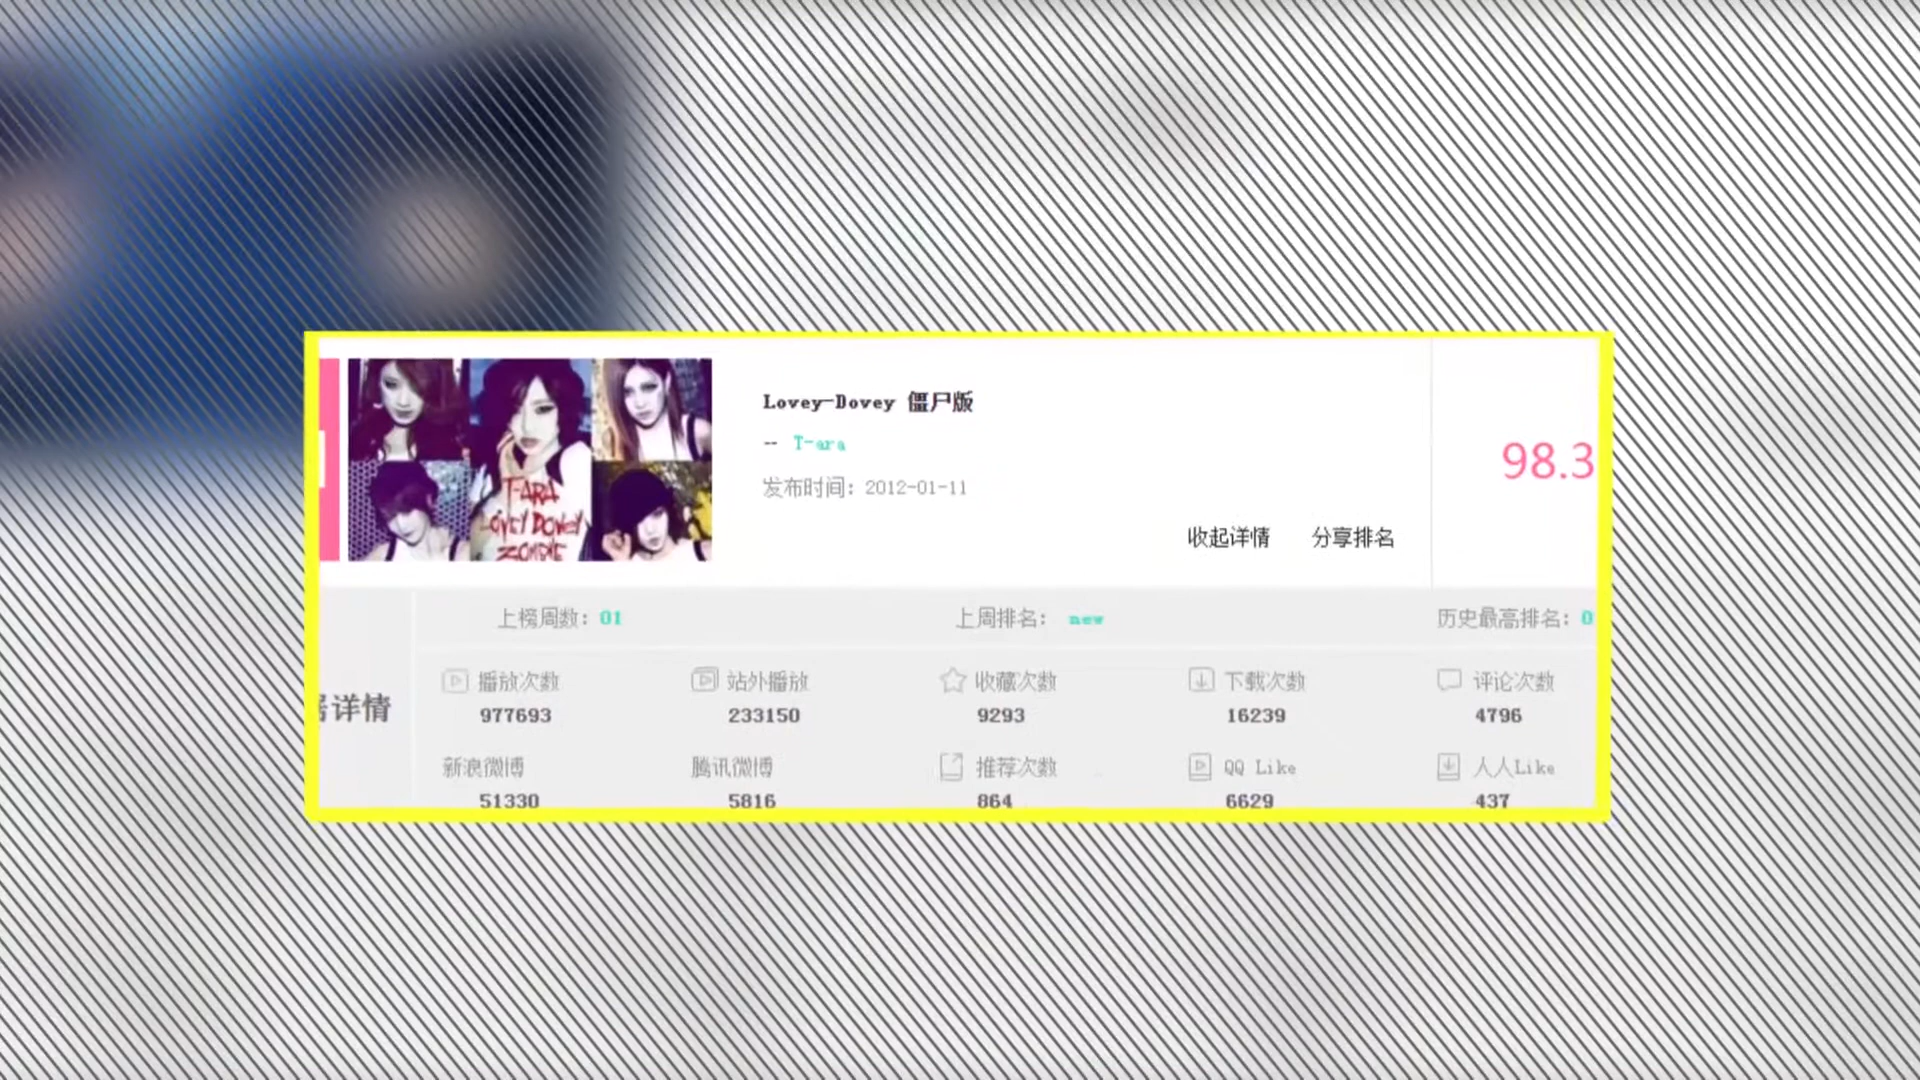 T-ARA
LOVEY DOVEY
ZOMBIE
Lovey-Dovey 僵尸版
-- T-ara
发布时间: 2012-01-11
98.3
收起详情 分享排名
上榜周数: 01 上周排名: new 历史最高排名: 0
详情
播放次数 站外播放 收藏次数 下载次数 评论次数
977693 233150 9293 16239 4796
新浪微博 腾讯微博 推荐次数 QQ Like 人人Like
51330 5816 864 6629 437